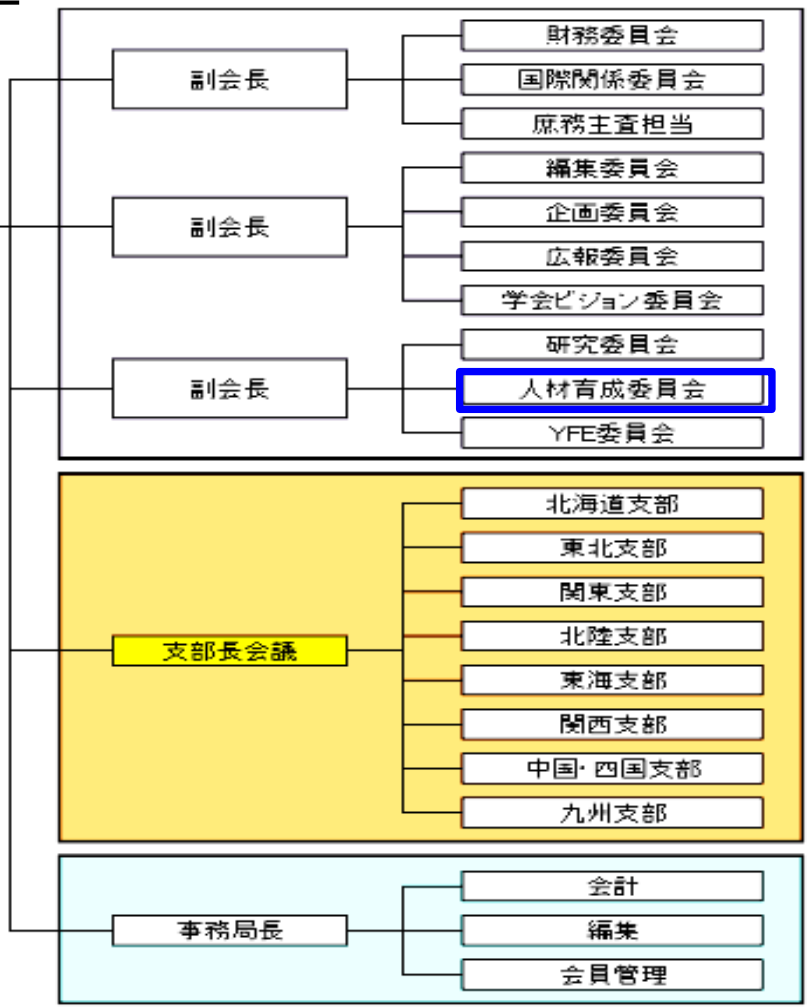 財務委員会
副会長
国際関係委員会
庶務主査担当
編集委員会
企画委員会
副会長
広報委員会
学会ビジョン委員会
研究委員会
副会長
人材育成委員会
YFE委員会
北海道支部
東北支部
関東支部
北陸支部
支部長会議
東海支部
関西支部
中国・四国支部
九州支部
会計
事務局長
編集
会員管理